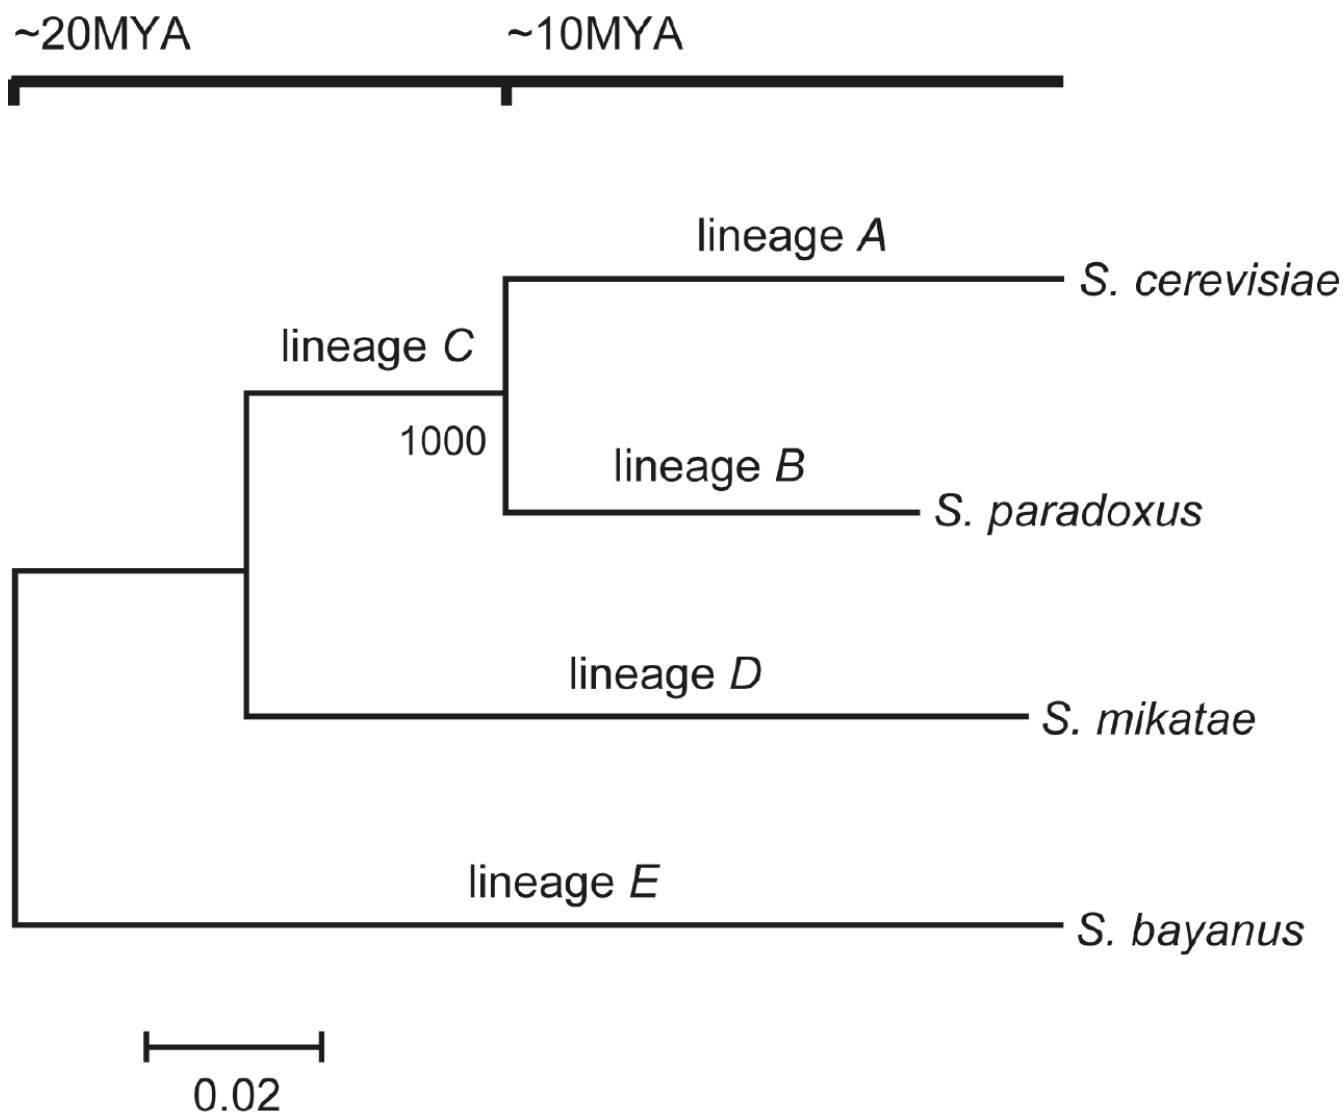 ~20MYA ~10MYA
lineage A
S. cerevisiae
lineage C
1000
lineage B
S. paradoxus
lineage D
S. mikatae
lineage E
S. bayanus
0.02